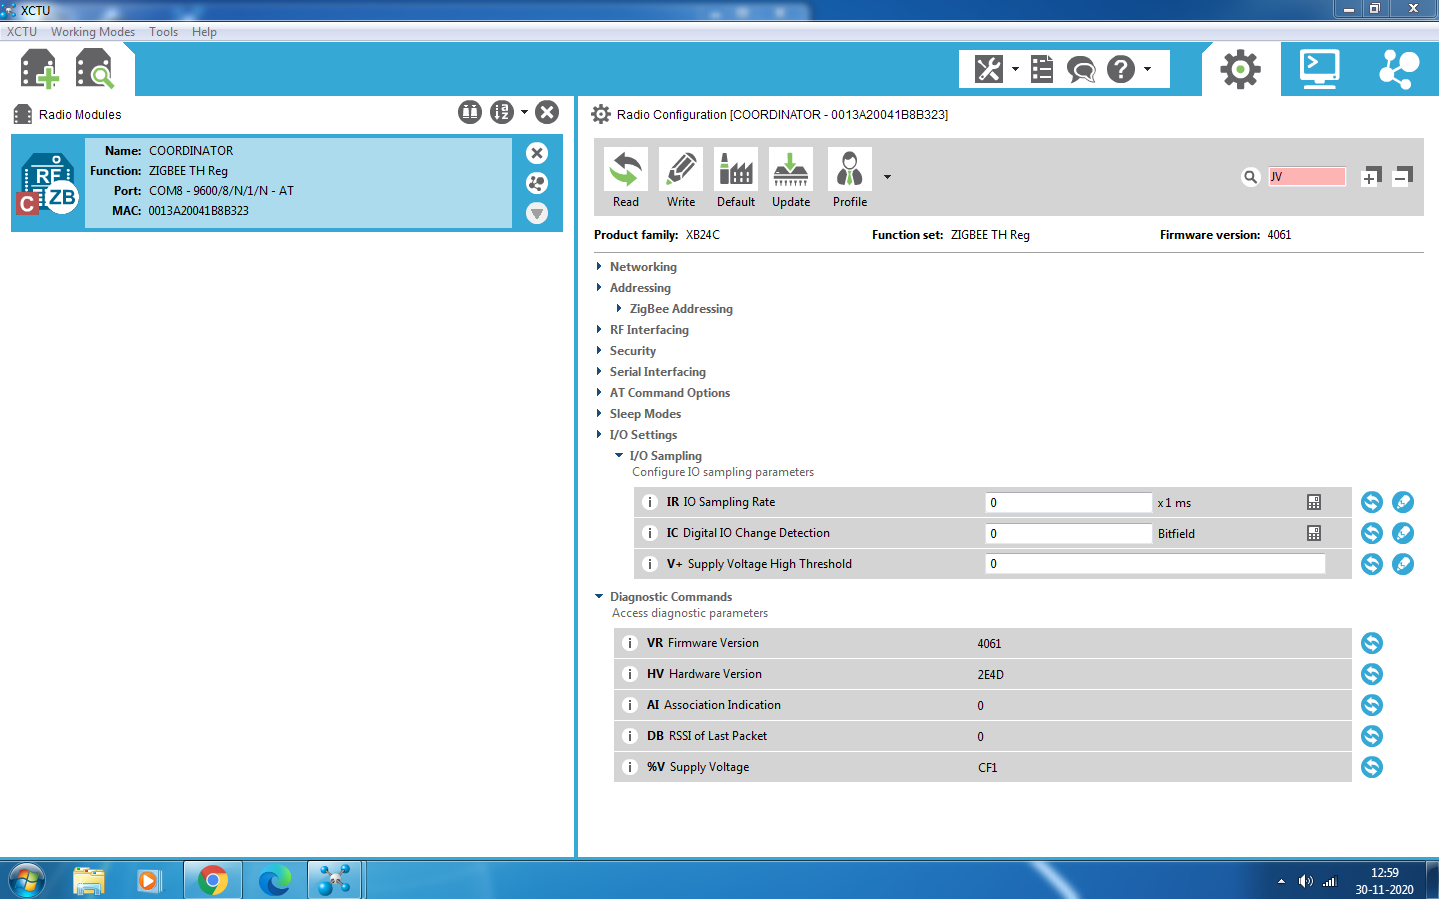 XCTU
XCTU Working Modes Tools Help
Radio Modules
Name: COORDINATOR
Function: ZIGBEE TH Reg
Port: COM8 - 9600/8/N/1/N - AT
MAC: 0013A20041B8B323
RF
C ZB
Radio Configuration [COORDINATOR - 0013A20041B8B323]
Read Write Default Update Profile
JV
Product family: XB24C Function set: ZIGBEE TH Reg Firmware version: 4061
Networking
Addressing
ZigBee Addressing
RF Interfacing
Security
Serial Interfacing
AT Command Options
Sleep Modes
I/O Settings
I/O Sampling
Configure IO sampling parameters
i IR IO Sampling Rate 0 x 1 ms
i IC Digital IO Change Detection 0 Bitfield
i V+ Supply Voltage High Threshold 0
Diagnostic Commands
Access diagnostic parameters
i VR Firmware Version 4061
i HV Hardware Version 2E4D
i AI Association Indication 0
i DB RSSI of Last Packet 0
i %V Supply Voltage CF1
12:59
30-11-2020